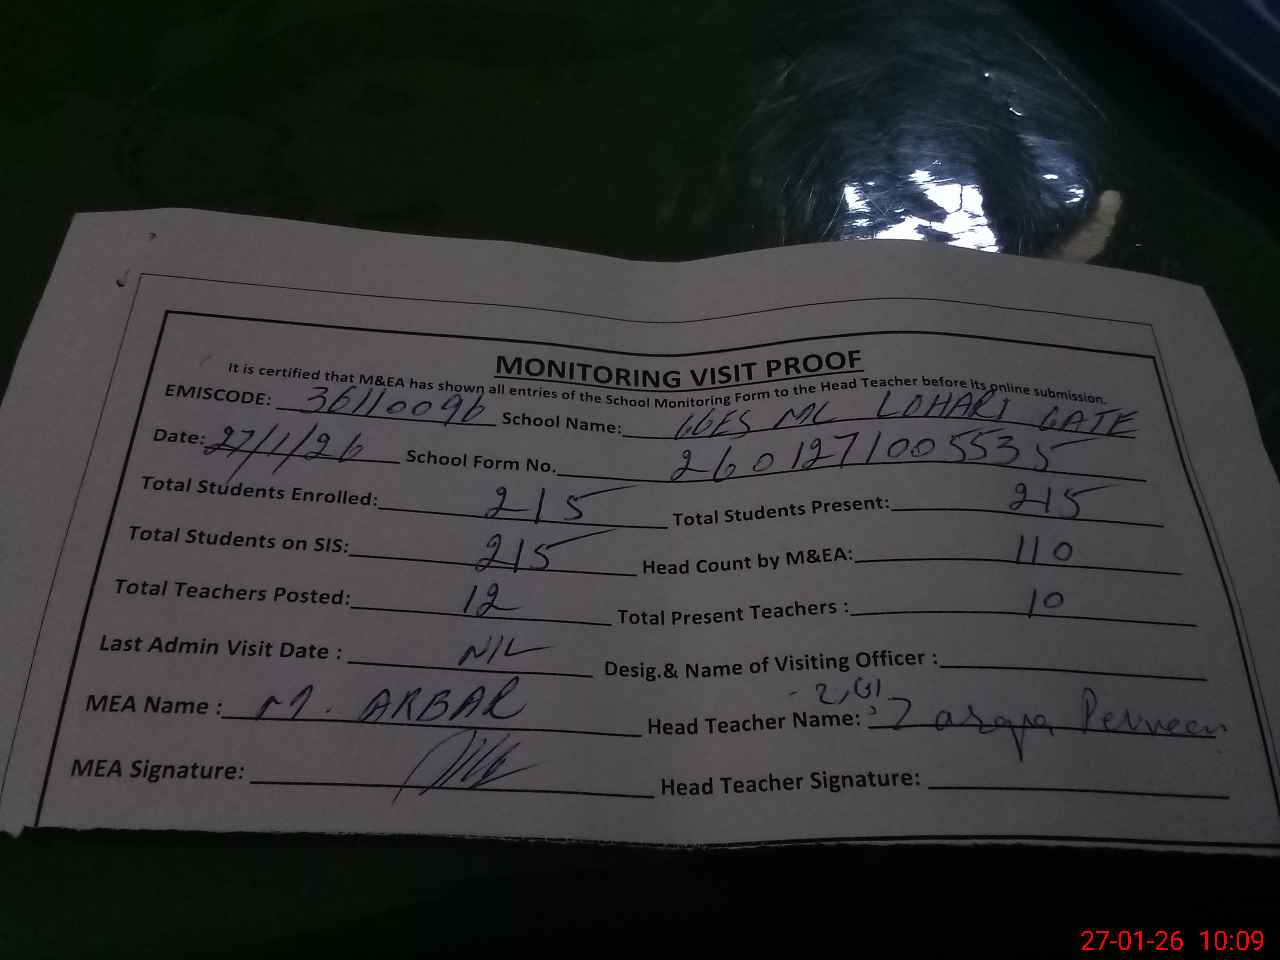 MONITORING VISIT PROOF
It is certified that M&EA has shown all entries of the School Monitoring Form to the Head Teacher before its online submission.
EMISCODE: 36110096 School Name: GGES MC LOHARI GATE
Date: 27/1/26 School Form No. 2601271005535
Total Students Enrolled: 215 Total Students Present: 215
Total Students on SIS: 215 Head Count by M&EA: 110
Total Teachers Posted: 12 Total Present Teachers : 10
Last Admin Visit Date : NIL Desig.& Name of Visiting Officer :
MEA Name : M. AKBAR Head Teacher Name: Perveen
MEA Signature: Head Teacher Signature:
27-01-26 10:09